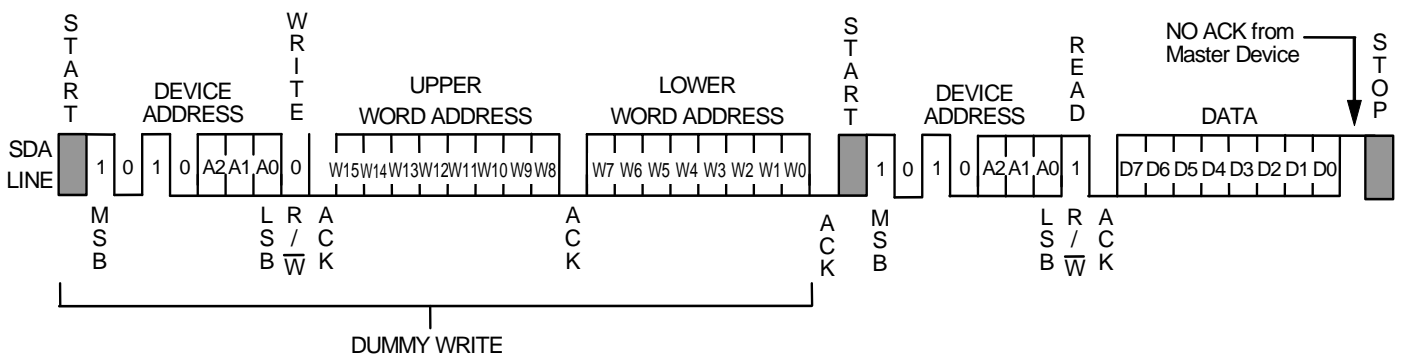 START
WRITE
START
READ
NO ACK from
Master Device
STOP
DEVICE
ADDRESS
UPPER
WORD ADDRESS
LOWER
WORD ADDRESS
DEVICE
ADDRESS
DATA
SDA
LINE
1 0 1 0 A2 A1 A0 0 W15 W14 W13 W12 W11 W10 W9 W8 W7 W6 W5 W4 W3 W2 W1 W0 1 0 1 0 A2 A1 A0 1 D7 D6 D5 D4 D3 D2 D1 D0
MSB
LSB
R/W
ACK
ACK
ACK
MSB
LSB
R/W
ACK
DUMMY WRITE